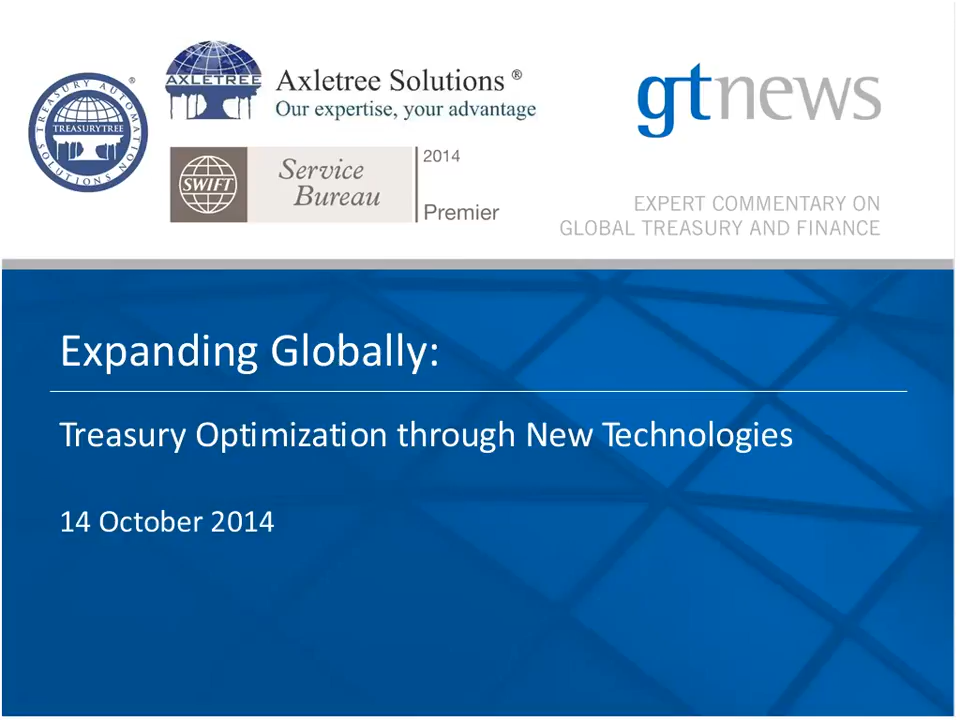 TREASURY AUTOMATION SOLUTIONS
TREASURYTREE
®
AXLETREE
Axletree Solutions ®
Our expertise, your advantage
SWIFT
Service
Bureau
2014
Premier
gtnews
EXPERT COMMENTARY ON
GLOBAL TREASURY AND FINANCE
Expanding Globally:
Treasury Optimization through New Technologies
14 October 2014